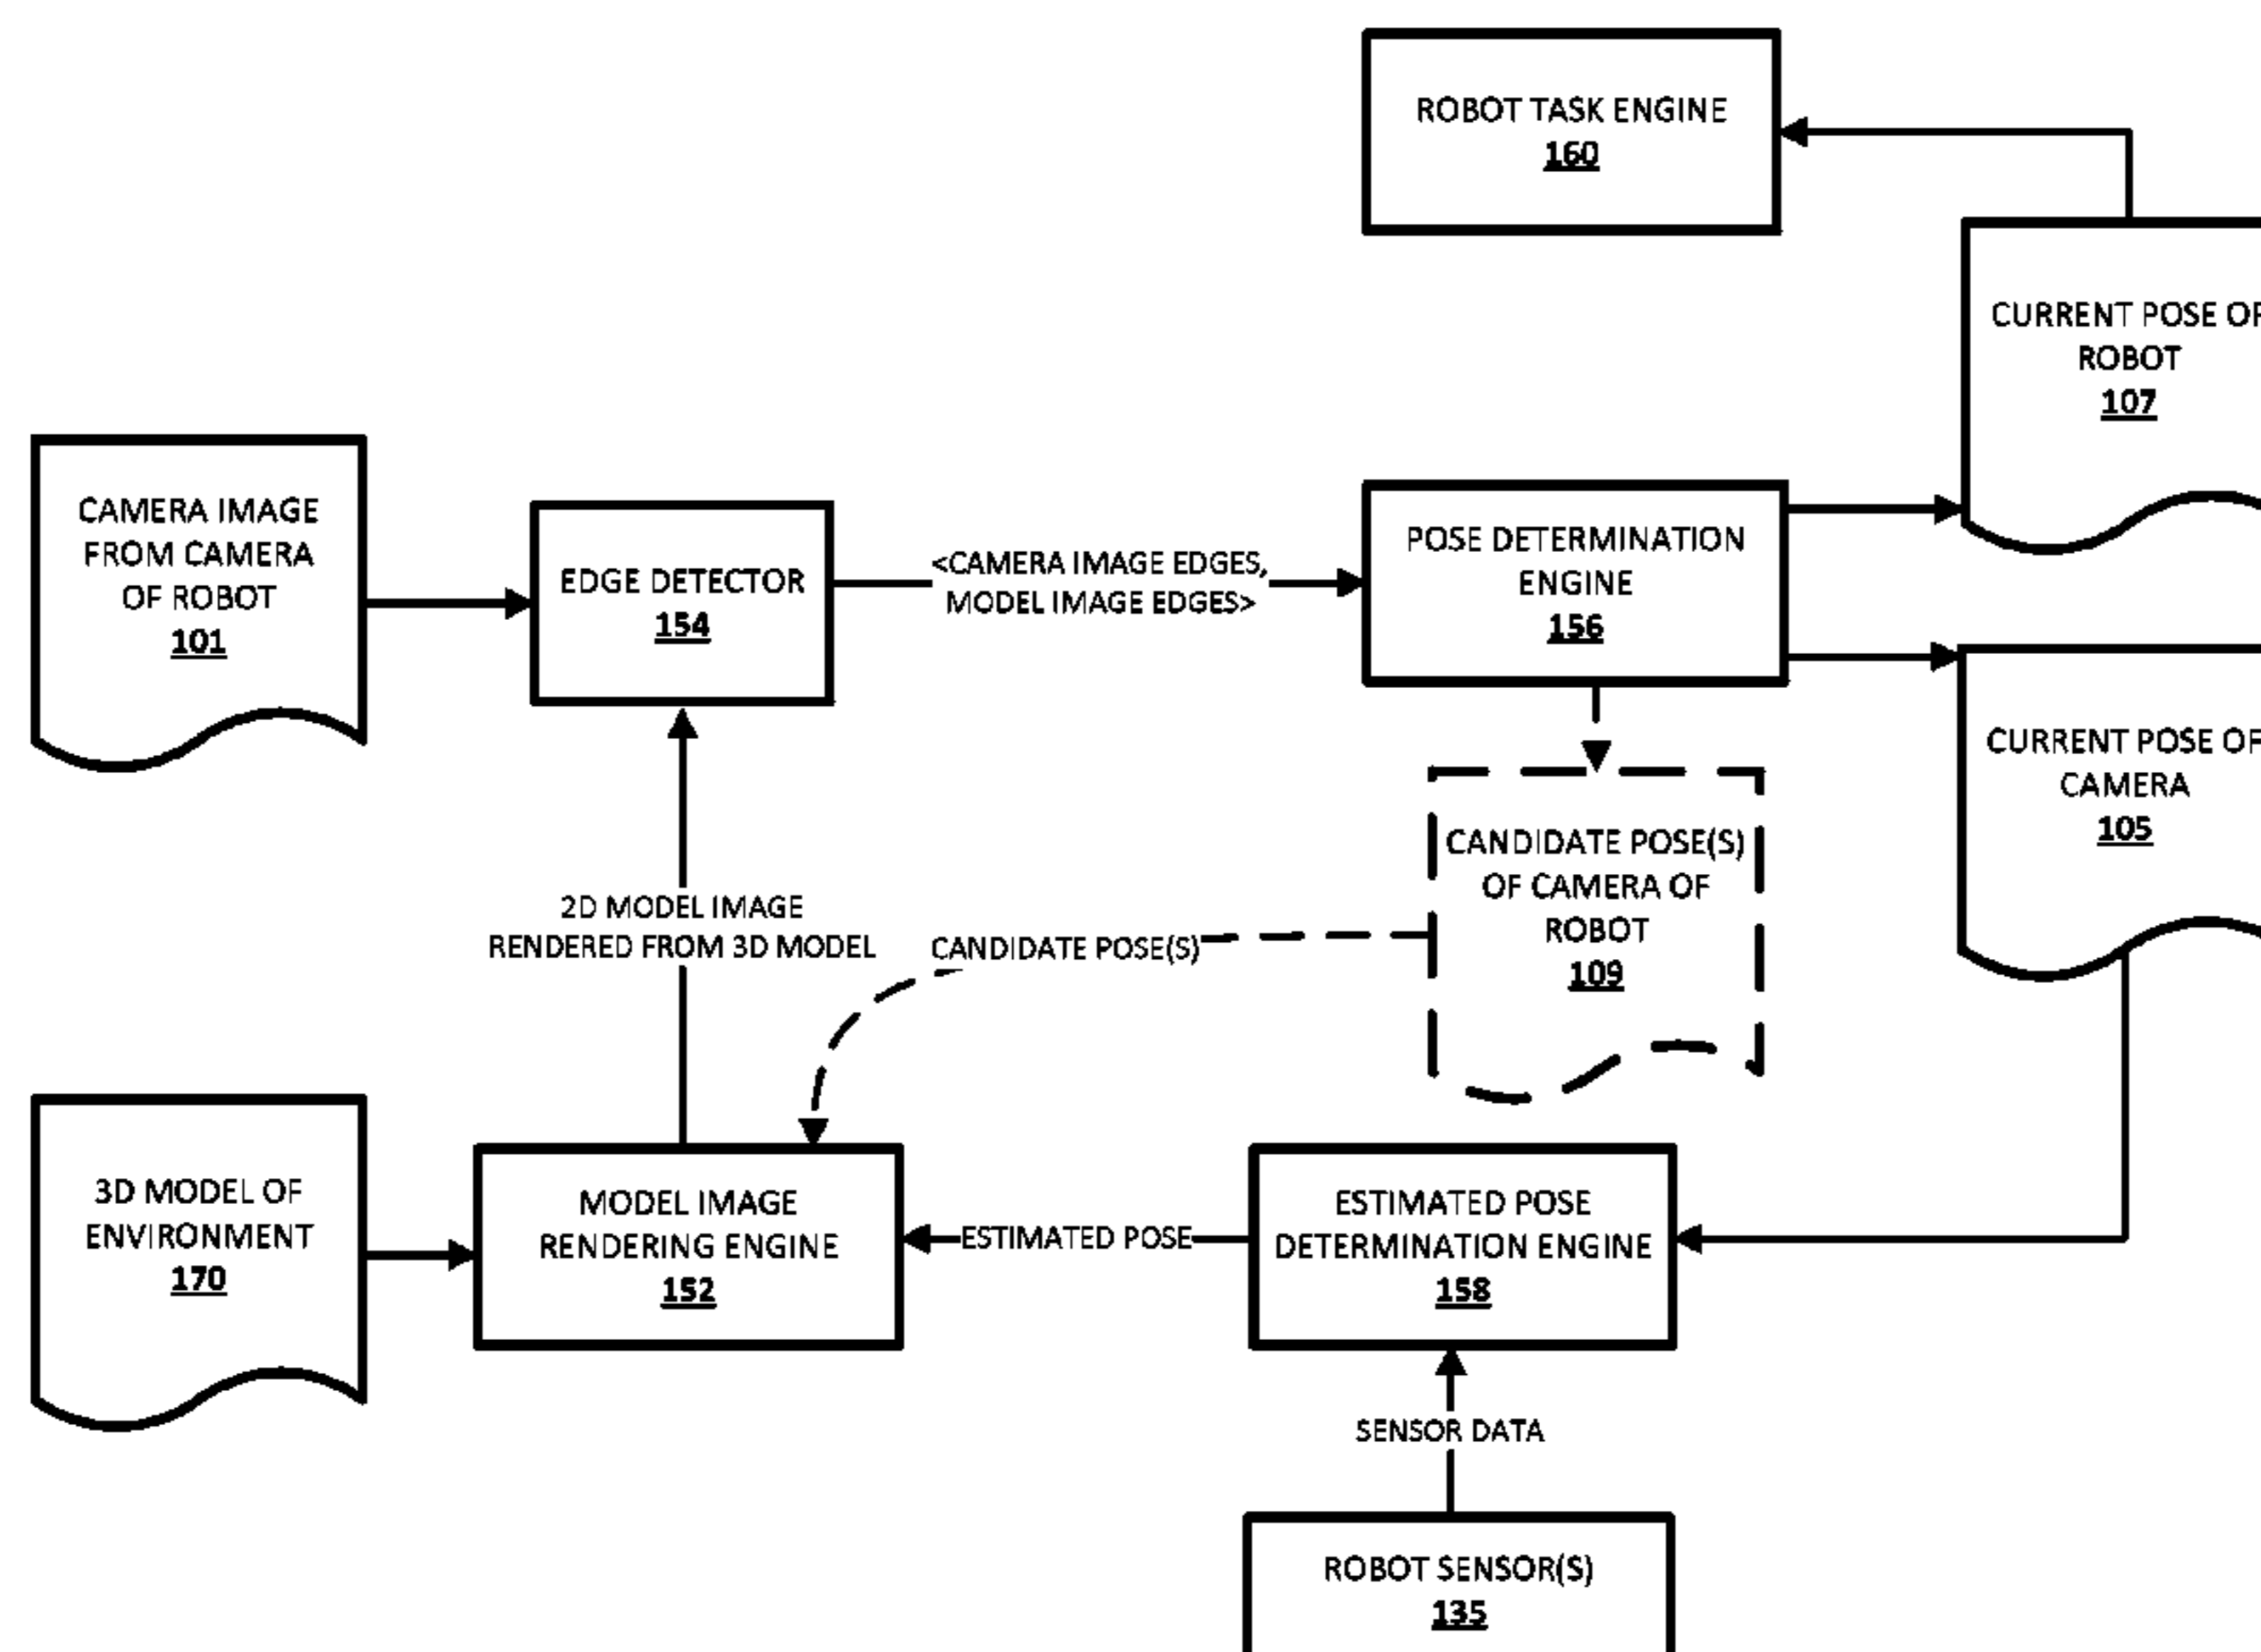 ROBOT TASK ENGINE
160
CURRENT POSE OF
ROBOT
107
CAMERA IMAGE
FROM CAMERA
OF ROBOT
101
EDGE DETECTOR
154
<CAMERA IMAGE EDGES,
MODEL IMAGE EDGES>
POSE DETERMINATION
ENGINE
156
CURRENT POSE OF
CAMERA
105
CANDIDATE POSE(S)
OF CAMERA OF
ROBOT
109
2D MODEL IMAGE
RENDERED FROM 3D MODEL
CANDIDATE POSE(S)
3D MODEL OF
ENVIRONMENT
170
MODEL IMAGE
RENDERING ENGINE
152
ESTIMATED POSE
ESTIMATED POSE
DETERMINATION ENGINE
158
SENSOR DATA
ROBOT SENSOR(S)
135